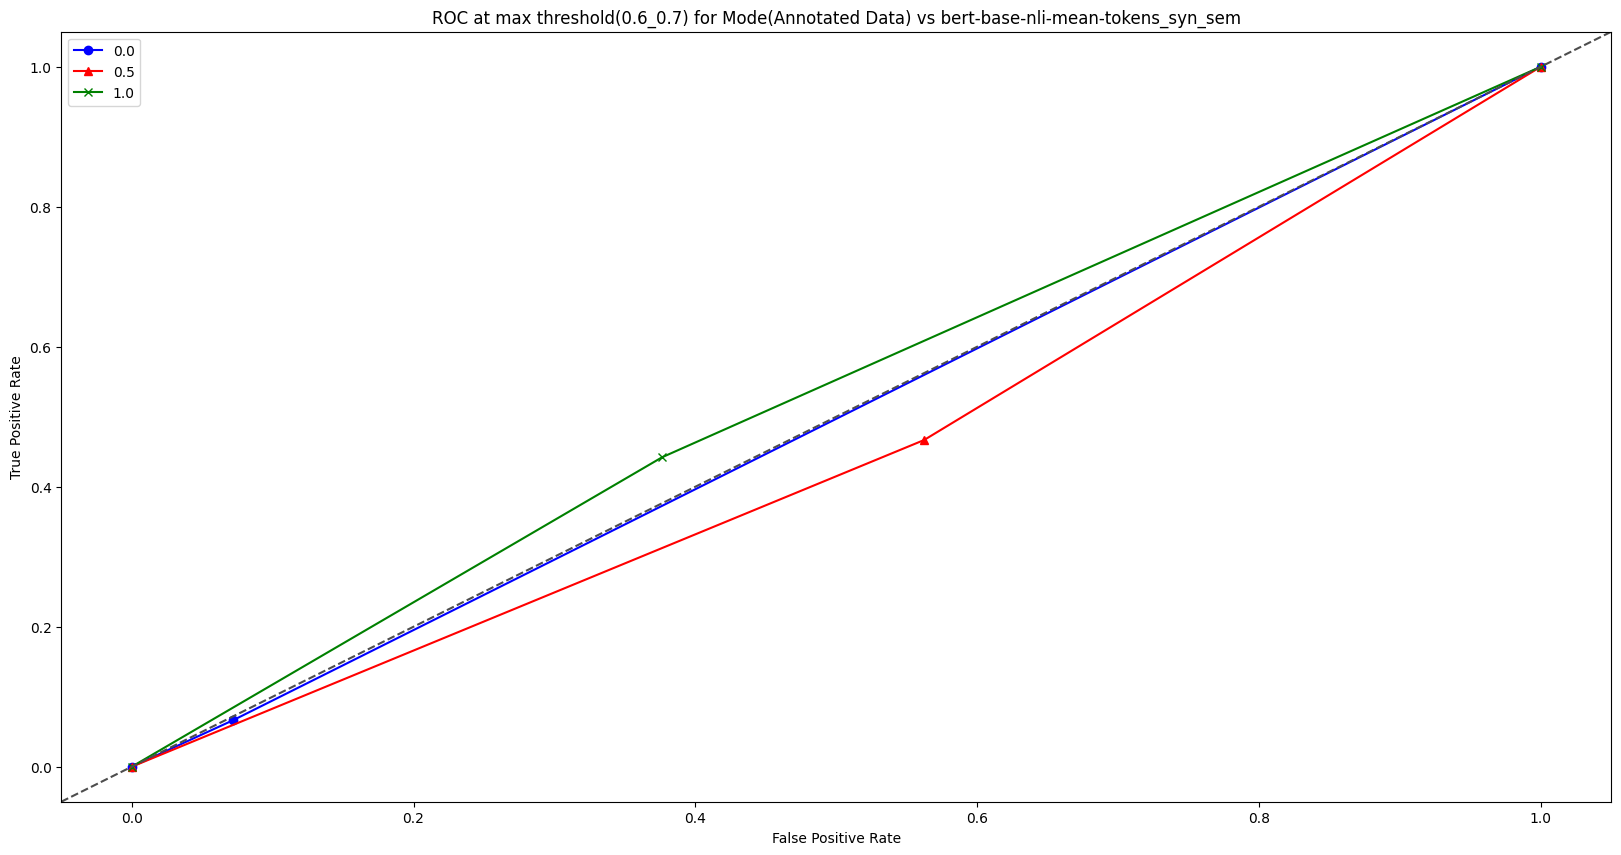 ROC at max threshold(0.6_0.7) for Mode(Annotated Data) vs bert-base-nli-mean-tokens_syn_sem
0.0
0.5
1.0
1.0
0.8
0.6
0.4
0.2
0.0
True Positive Rate
0.0 0.2 0.4 0.6 0.8 1.0
False Positive Rate